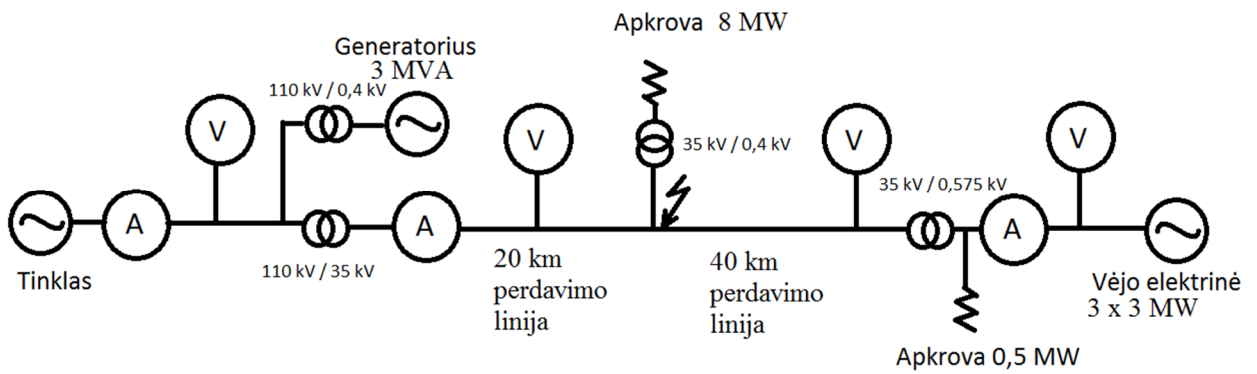 Apkrova 8 MW
Generatorius
3 MVA
110 kV / 0,4 kV
V
V
35 kV / 0,4 kV
V
V
35 kV / 0,575 kV
A
A
A
Tinklas
110 kV / 35 kV
20 km
perdavimo
linija
40 km
perdavimo
linija
Vėjo elektrinė
3 x 3 MW
Apkrova 0,5 MW